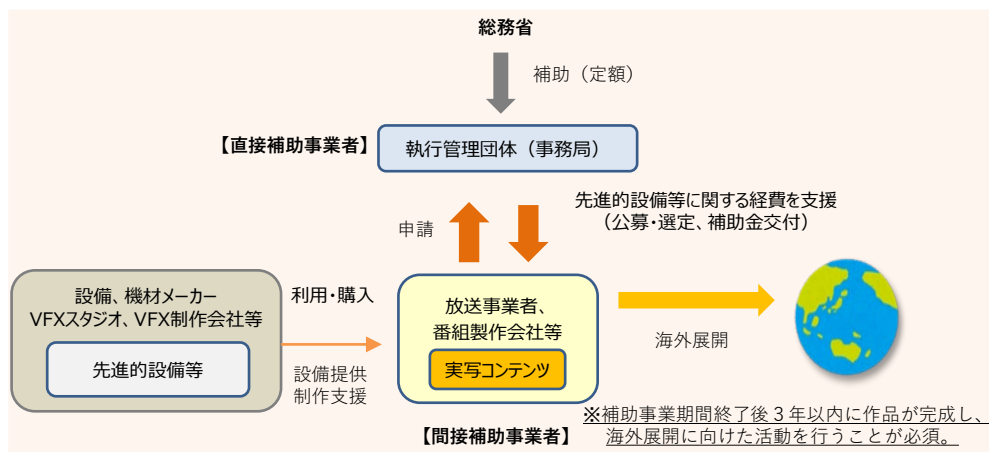 総務省
補助（定額）
【直接補助事業者】
執行管理団体（事務局）
申請
先進的設備等に関する経費を支援
（公募・選定、補助金交付）
設備、機材メーカー
VFXスタジオ、VFX制作会社等
先進的設備等
利用・購入
設備提供
制作支援
放送事業者、
番組製作会社等
実写コンテンツ
【間接補助事業者】
海外展開
※補助事業期間終了後３年以内に作品が完成し、
海外展開に向けた活動を行うことが必須。